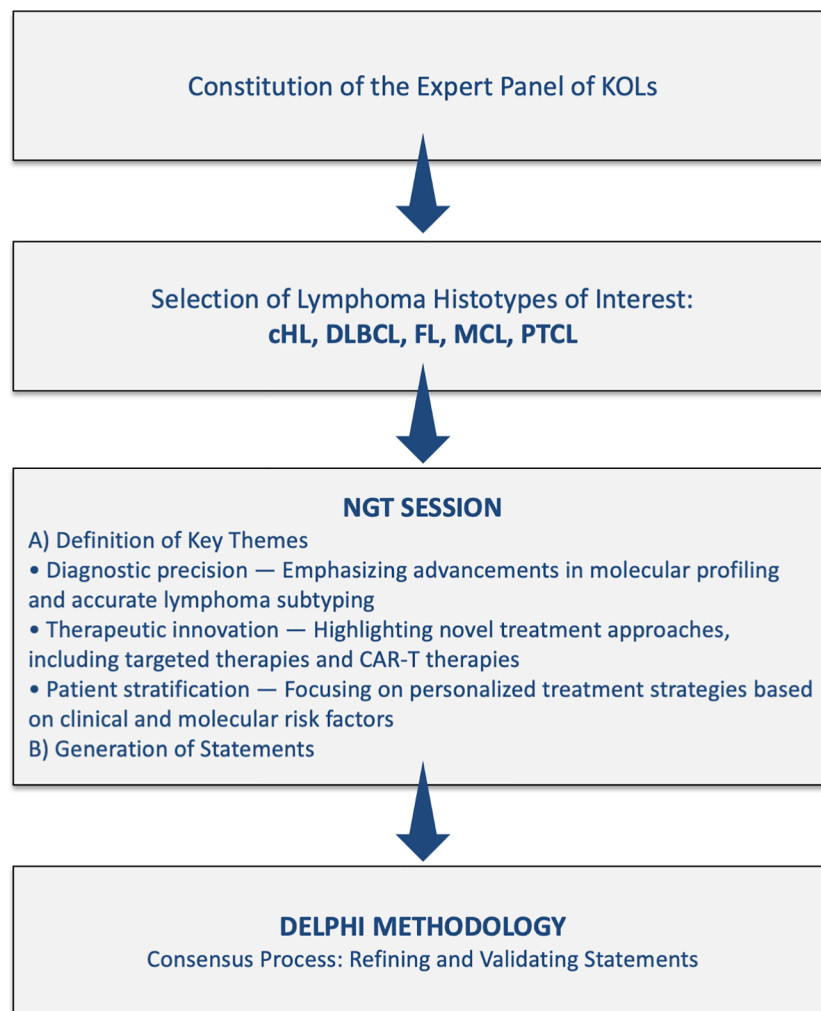 Constitution of the Expert Panel of KOLs
Selection of Lymphoma Histotypes of Interest:
cHL, DLBCL, FL, MCL, PTCL
NGT SESSION
A) Definition of Key Themes
• Diagnostic precision — Emphasizing advancements in molecular profiling
and accurate lymphoma subtyping
• Therapeutic innovation — Highlighting novel treatment approaches,
including targeted therapies and CAR-T therapies
• Patient stratification — Focusing on personalized treatment strategies based
on clinical and molecular risk factors
B) Generation of Statements
DELPHI METHODOLOGY
Consensus Process: Refining and Validating Statements